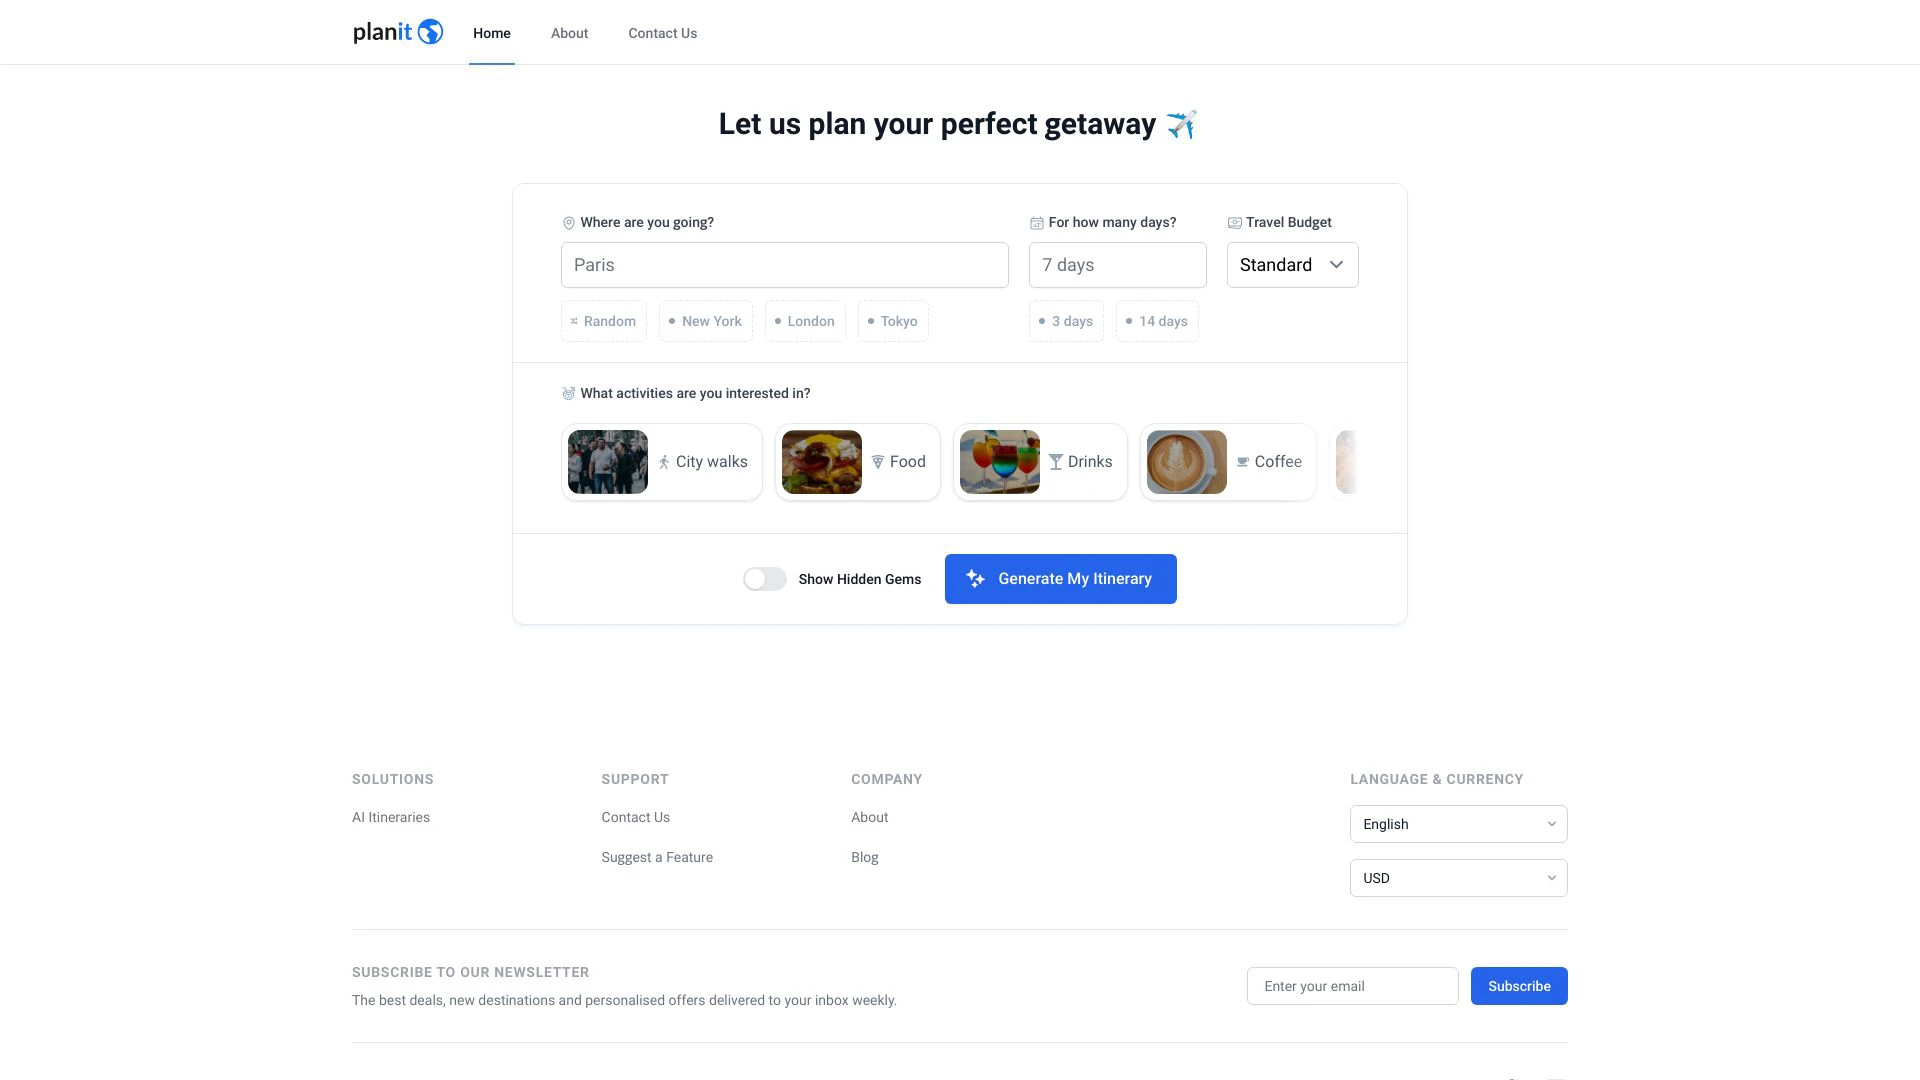 planit
Home
About
Contact Us
Let us plan your perfect getaway
Where are you going?
For how many days?
Travel Budget
Paris
7 days
Standard
Random
New York
London
Tokyo
3 days
14 days
What activities are you interested in?
City walks
Food
Drinks
Coffee
Show Hidden Gems
Generate My Itinerary
SOLUTIONS
AI Itineraries
SUPPORT
Contact Us
Suggest a Feature
COMPANY
About
Blog
LANGUAGE & CURRENCY
English
USD
SUBSCRIBE TO OUR NEWSLETTER
The best deals, new destinations and personalised offers delivered to your inbox weekly.
Enter your email
Subscribe